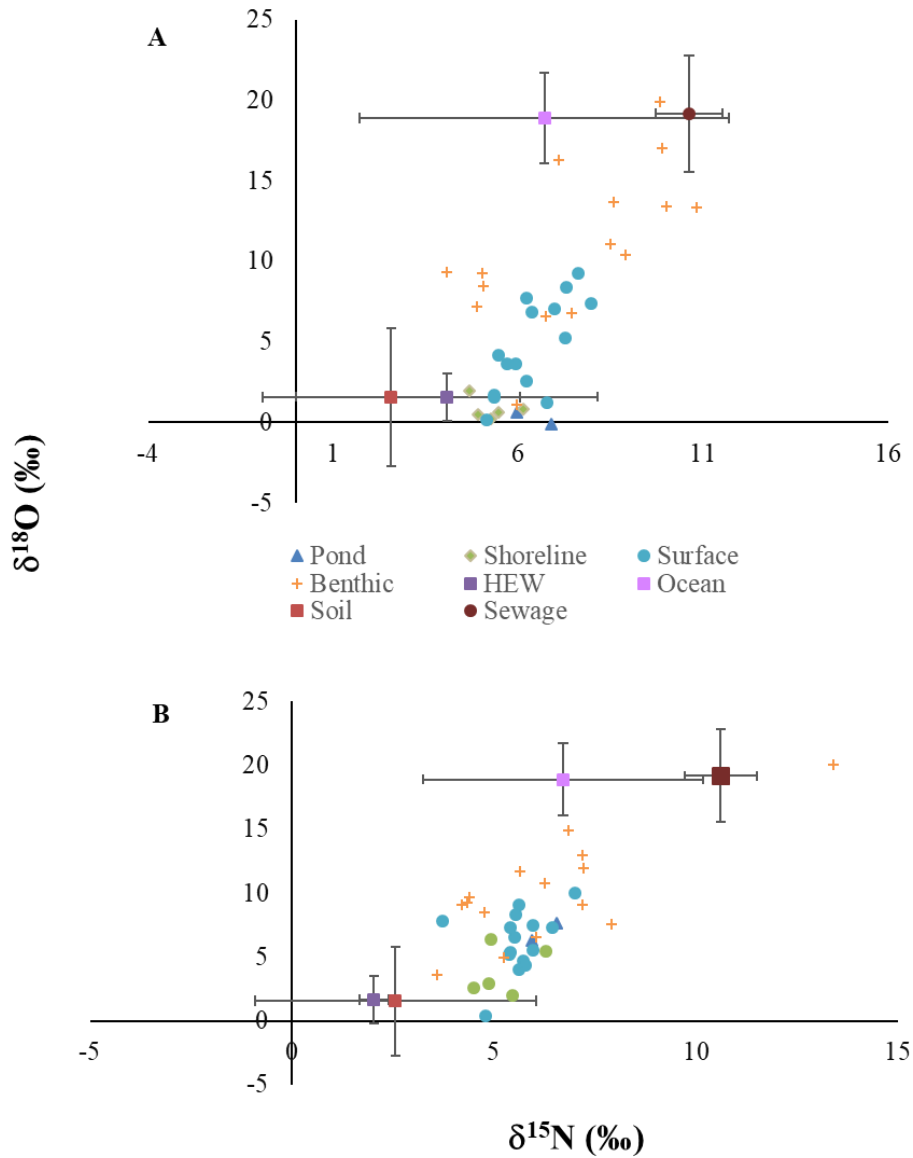 A
25
20
15
10
5
0
-5
-4 1 6 11 16
δ18O (‰)
Pond Shoreline Surface
Benthic HEW Ocean
Soil Sewage
B
25
20
15
10
5
0
-5
-5 0 5 10 15
δ15N (‰)